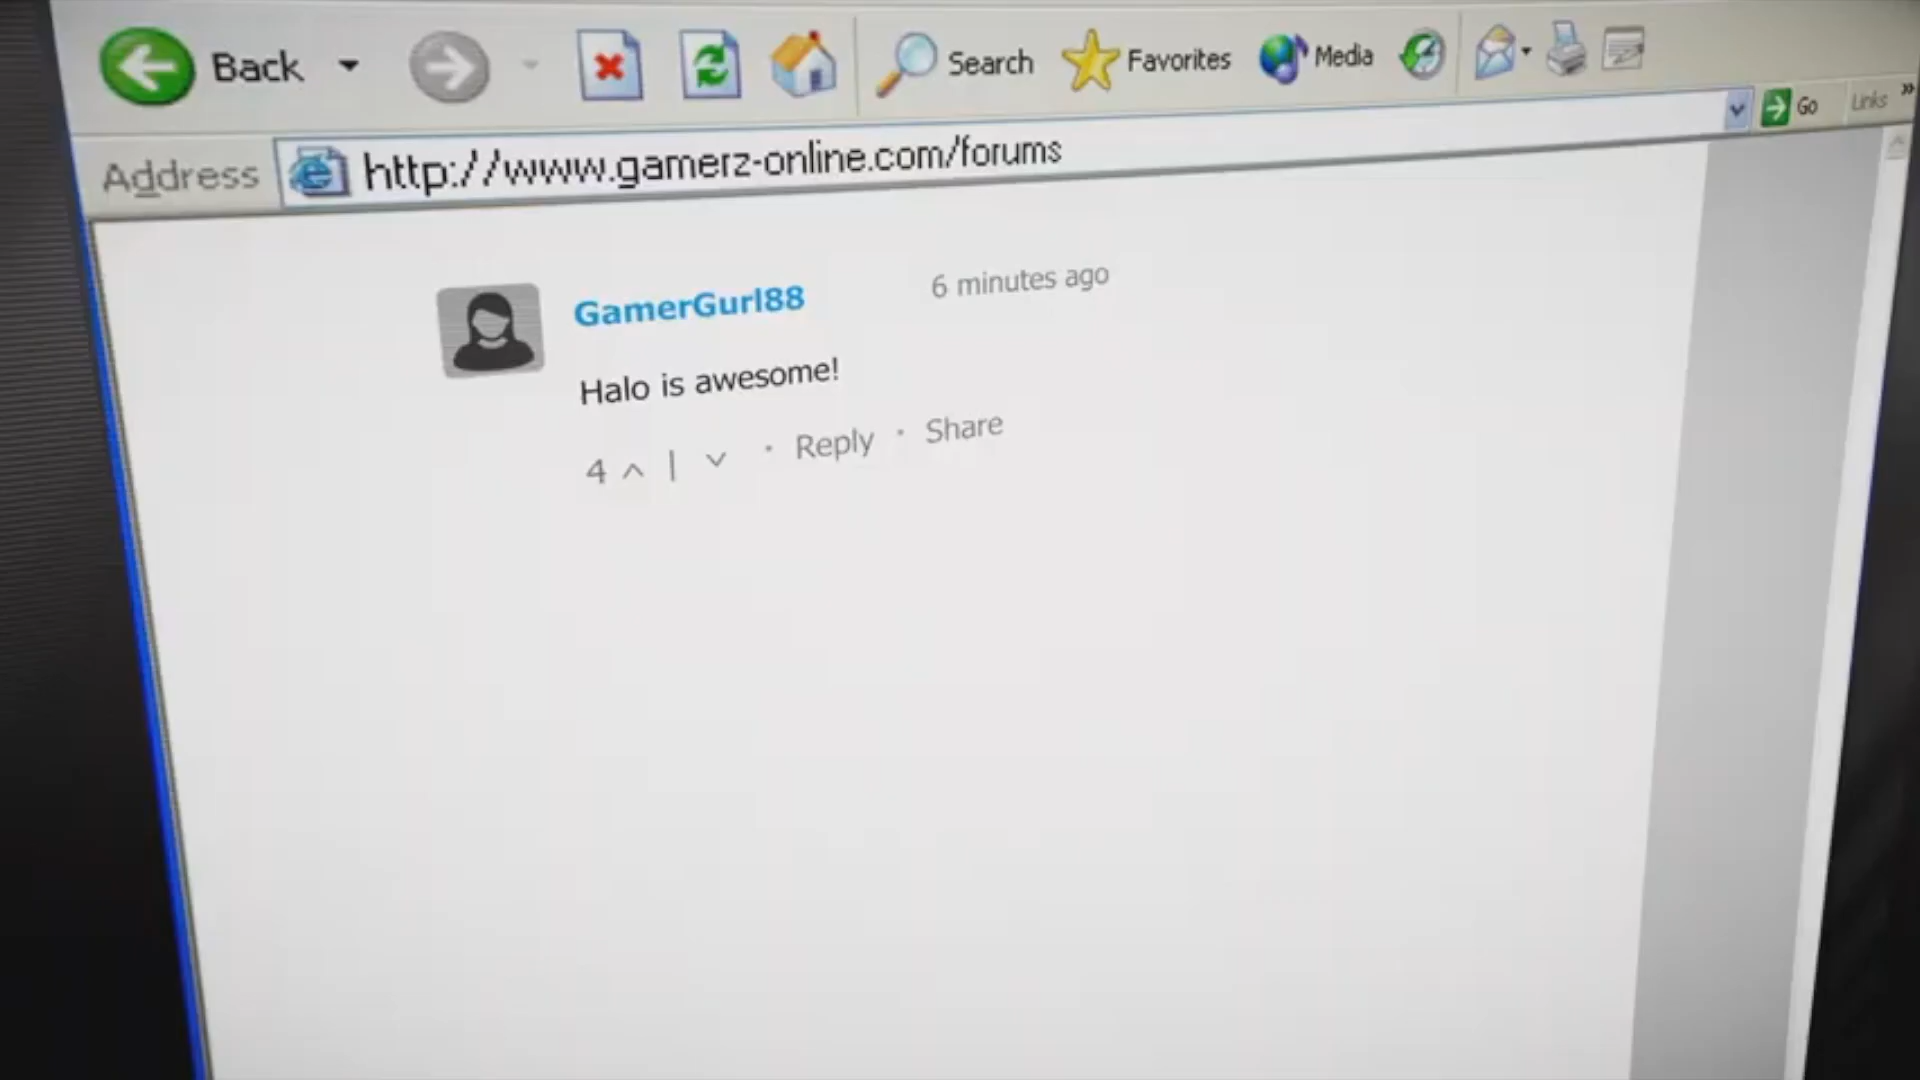 Back
Search
Favorites
Media
Address http://www.gamerz-online.com/forums
Go
Links »
GamerGurl88 6 minutes ago
Halo is awesome!
4 ^ | v · Reply · Share